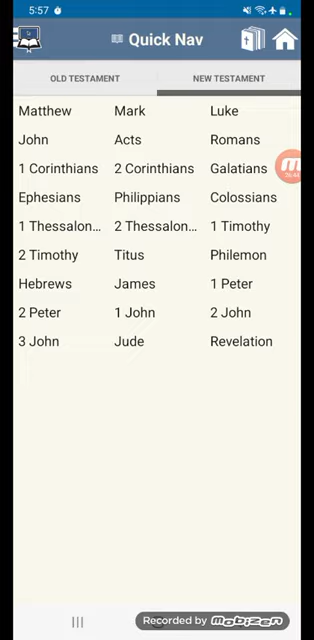 5:57
Quick Nav
OLD TESTAMENT NEW TESTAMENT
Matthew Mark Luke
John Acts Romans
1 Corinthians 2 Corinthians Galatians
Ephesians Philippians Colossians
1 Thessalon... 2 Thessalon... 1 Timothy
2 Timothy Titus Philemon
Hebrews James 1 Peter
2 Peter 1 John 2 John
3 John Jude Revelation
Recorded by mobizen